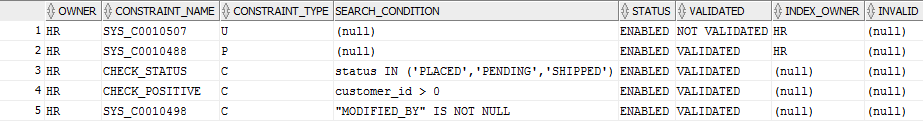 OWNER CONSTRAINT_NAME CONSTRAINT_TYPE SEARCH_CONDITION STATUS VALIDATED INDEX_OWNER INVALID
1 HR SYS_C0010507 U (null) ENABLED NOT VALIDATED HR (null)
2 HR SYS_C0010488 P (null) ENABLED VALIDATED HR (null)
3 HR CHECK_STATUS C status IN ('PLACED','PENDING','SHIPPED') ENABLED VALIDATED (null) (null)
4 HR CHECK_POSITIVE C customer_id > 0 ENABLED VALIDATED (null) (null)
5 HR SYS_C0010498 C "MODIFIED_BY" IS NOT NULL ENABLED VALIDATED (null) (null)